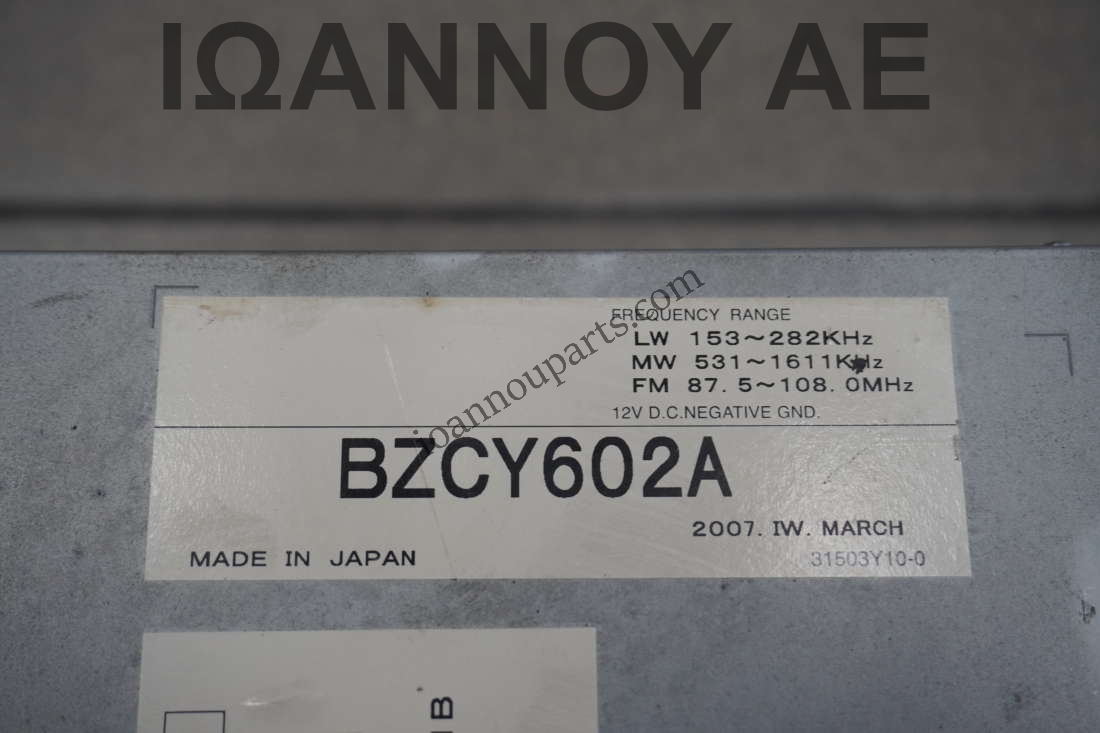 ΙΩΑΝΝΟΥ ΑΕ
FREQUENCY RANGE
LW 153~282KHz
MW 531~1611KHz
FM 87.5~108.0MHz
12V D.C.NEGATIVE GND.
ioannouparts.com
BZCY602A
2007. IW. MARCH
MADE IN JAPAN
31503Y10-0